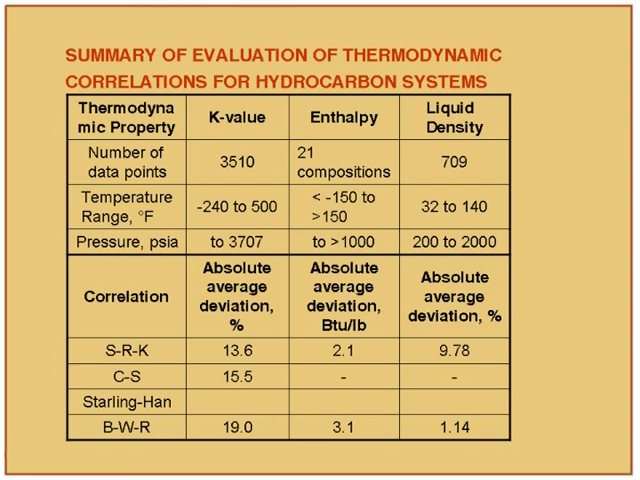 SUMMARY OF EVALUATION OF THERMODYNAMIC
CORRELATIONS FOR HYDROCARBON SYSTEMS
Thermodyna
mic Property K-value Enthalpy Liquid
Density
Number of
data points 3510 21
compositions 709
Temperature
Range, °F -240 to 500 < -150 to
>150 32 to 140
Pressure, psia to 3707 to >1000 200 to 2000
Correlation Absolute
average
deviation,
% Absolute
average
deviation,
Btu/lb Absolute
average
deviation, %
S-R-K 13.6 2.1 9.78
C-S 15.5 - -
Starling-Han
B-W-R 19.0 3.1 1.14